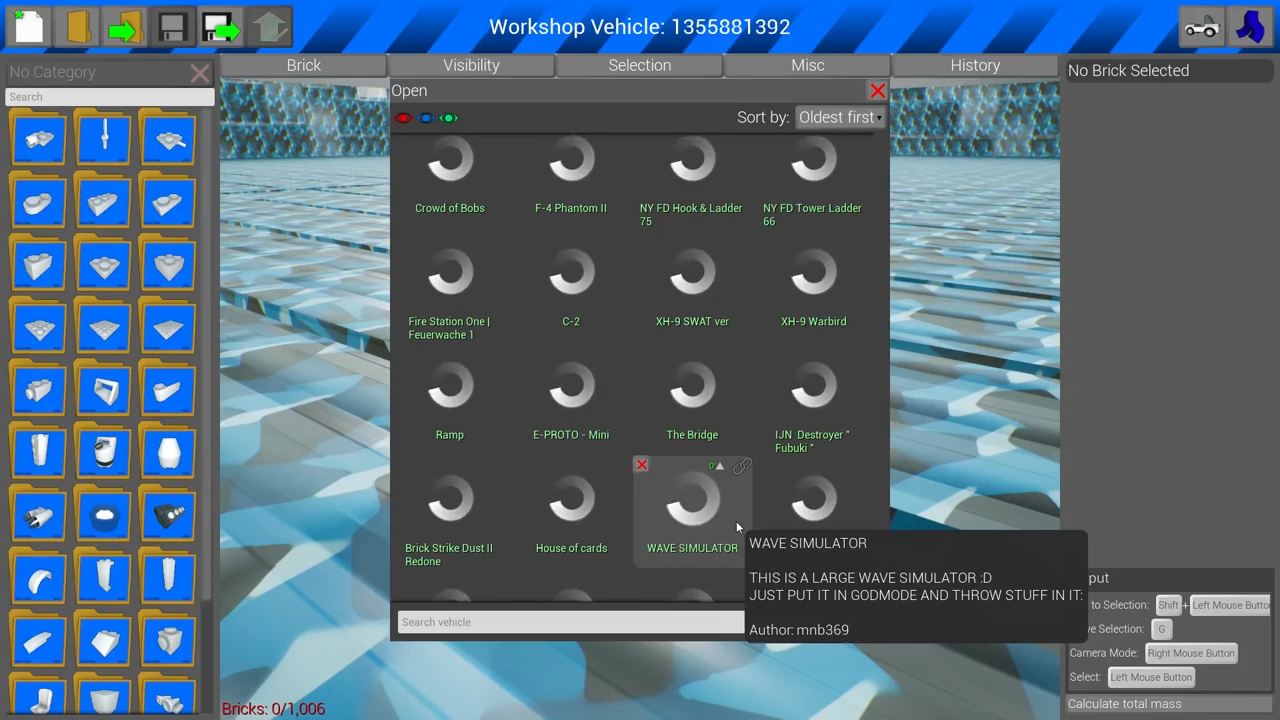 Workshop Vehicle: 1355881392
No Category
Search
Brick
Visibility
Selection
Misc
History
No Brick Selected
Open
Sort by:
Oldest first
Crowd of Bobs
F-4 Phantom II
NY FD Hook & Ladder
75
NY FD Tower Ladder
66
Fire Station One |
Feuerwache 1
C-2
XH-9 SWAT ver
XH-9 Warbird
Ramp
E-PROTO - Mini
The Bridge
IJN Destroyer "
Fubuki "
0
Brick Strike Dust II
Redone
House of cards
WAVE SIMULATOR
WAVE SIMULATOR
THIS IS A LARGE WAVE SIMULATOR :D
JUST PUT IT IN GODMODE AND THROW STUFF IN IT:
Author: mnb369
Search vehicle
put
to Selection: Shift + Left Mouse Butto
ve Selection: G
Camera Mode: Right Mouse Button
Select: Left Mouse Button
Calculate total mass
Bricks: 0/1,006